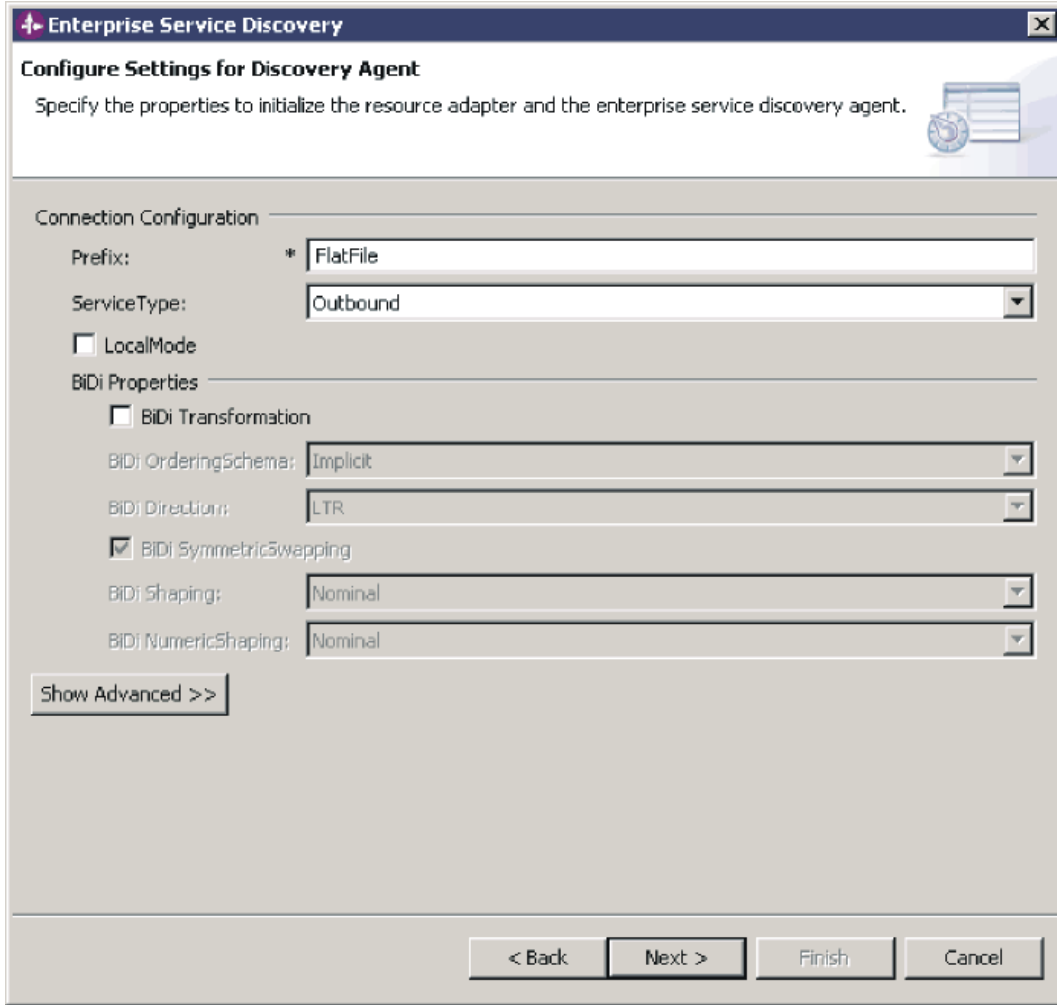 Enterprise Service Discovery
Configure Settings for Discovery Agent
Specify the properties to initialize the resource adapter and the enterprise service discovery agent.
Connection Configuration
Prefix: * FlatFile
ServiceType: Outbound
LocalMode
BiDi Properties
BiDi Transformation
BiDi OrderingSchema: Implicit
BiDi Direction: LTR
BiDi SymmetricSwapping
BiDi Shaping: Nominal
BiDi NumericShaping: Nominal
Show Advanced >>
< Back Next > Finish Cancel